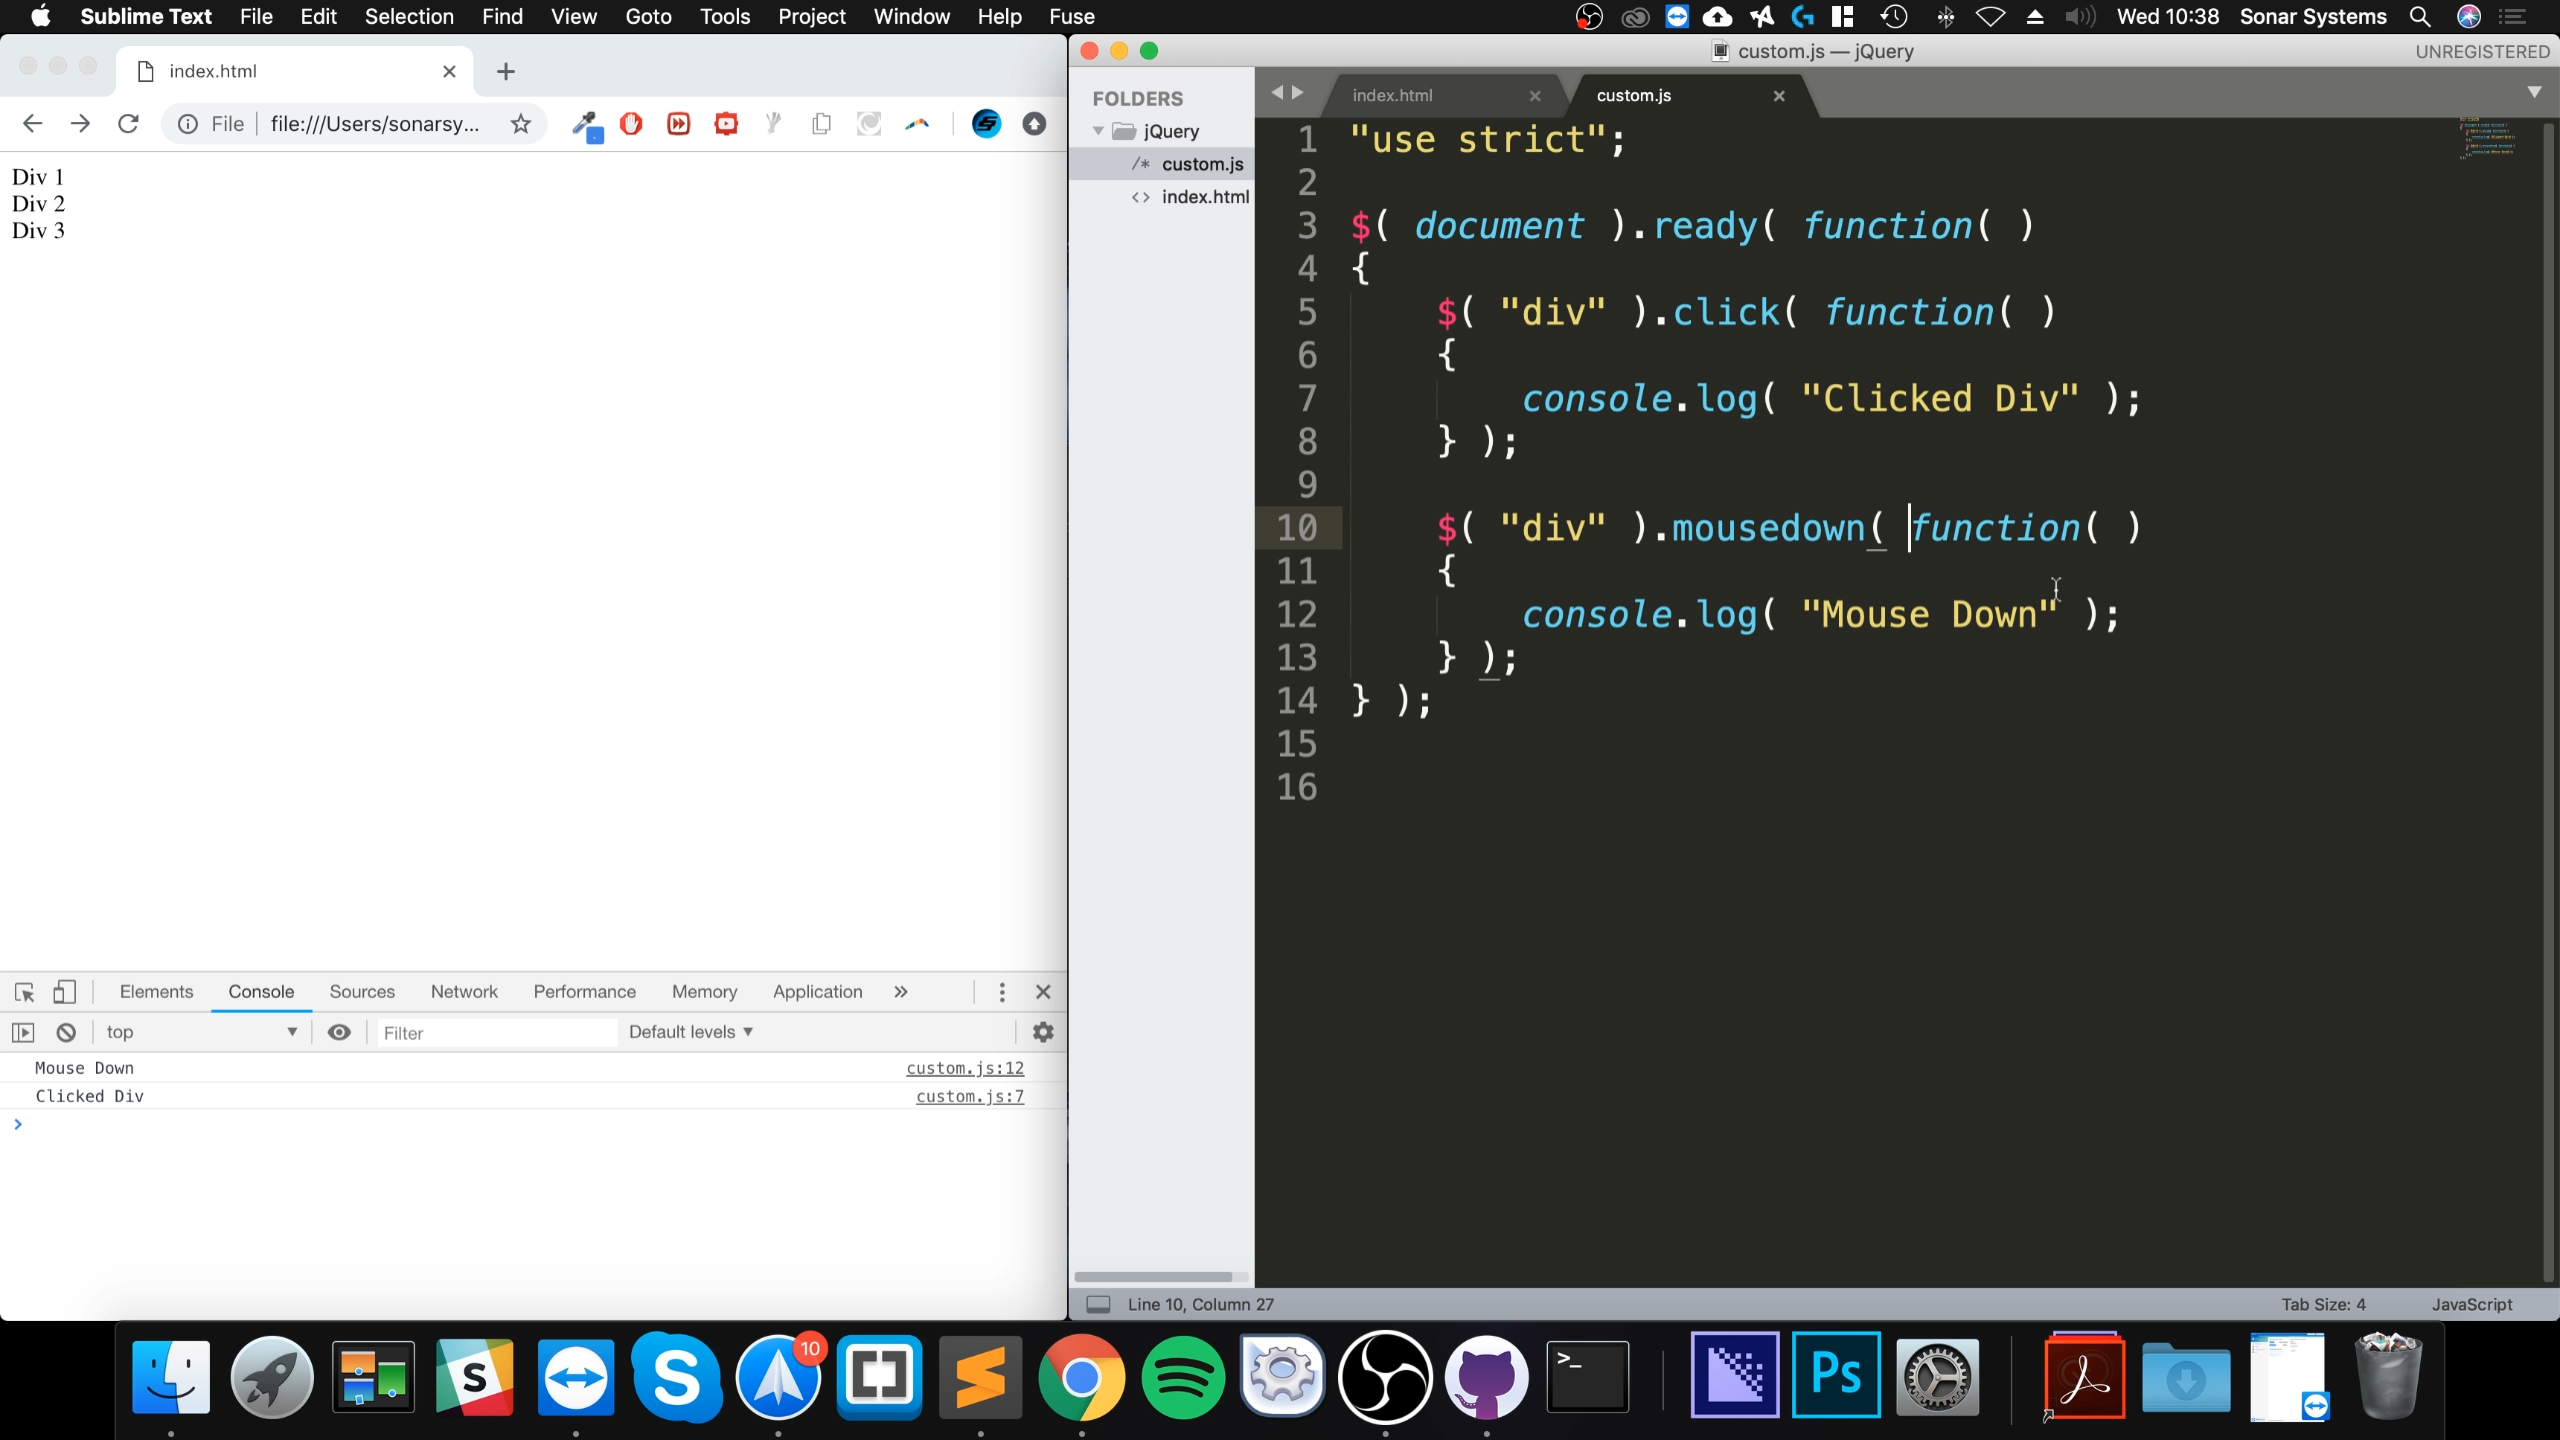 Sublime Text File Edit Selection Find View Goto Tools Project Window Help Fuse Wed 10:38 Sonar Systems
index.html
File file:///Users/sonarsy...
Div 1
Div 2
Div 3
Elements Console Sources Network Performance Memory Application »
top Filter Default levels
Mouse Down custom.js:12
Clicked Div custom.js:7
>
custom.js — jQuery UNREGISTERED
FOLDERS
jQuery
/* custom.js
<> index.html
index.html custom.js
1 "use strict";
2
3 $( document ).ready( function( )
4 {
5 $( "div" ).click( function( )
6 {
7 console.log( "Clicked Div" );
8 } );
9
10 $( "div" ).mousedown( function( )
11 {
12 console.log( "Mouse Down" );
13 } );
14 } );
15
16
Line 10, Column 27 Tab Size: 4 JavaScript
S
S
10
>_
Ps